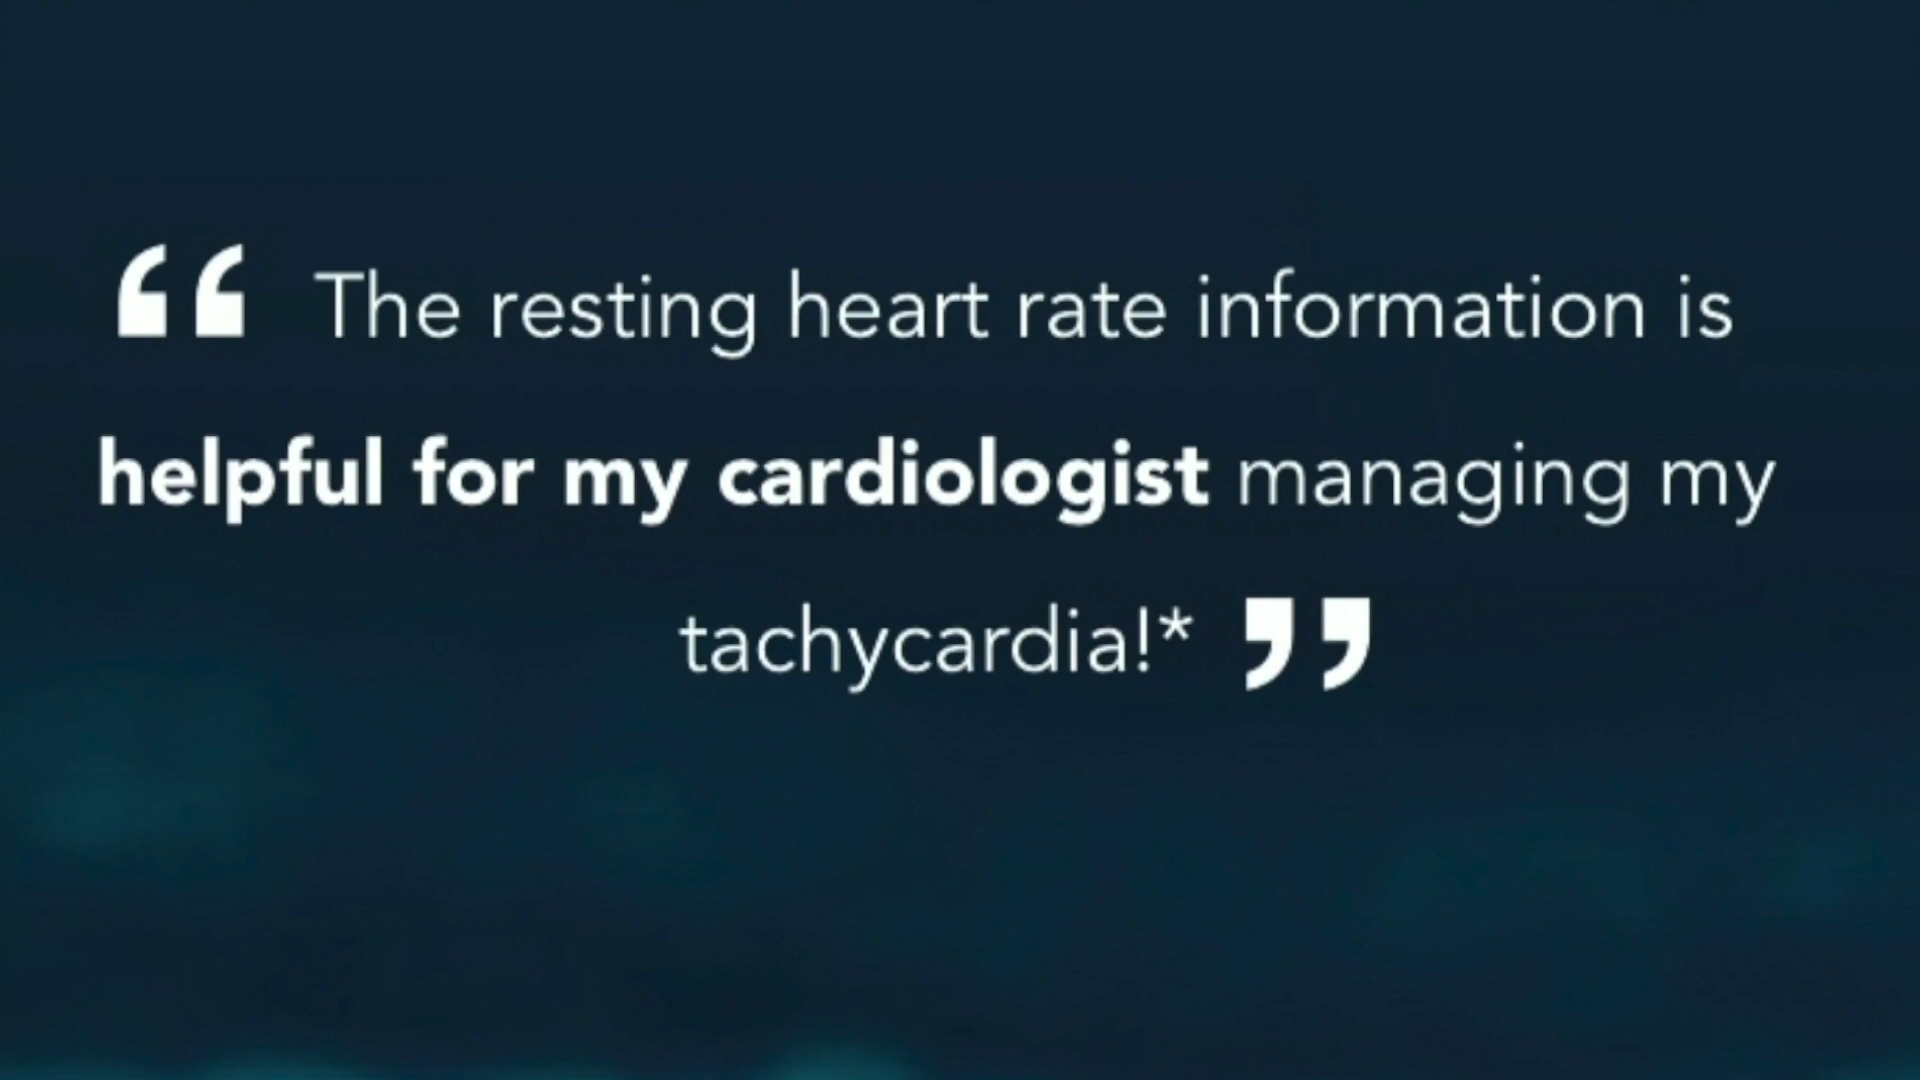 “ The resting heart rate information is
helpful for my cardiologist managing my
tachycardia!* ”